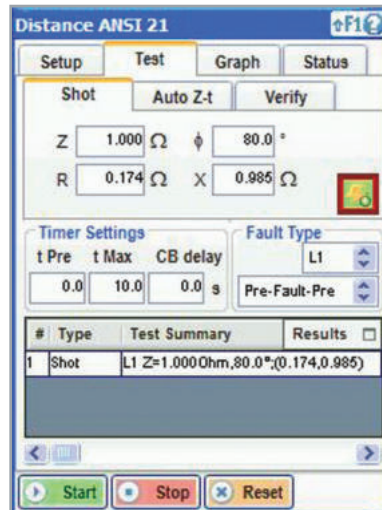 Distance ANSI 21 F1?
Setup Test Graph Status
Shot Auto Z-t Verify
Z 1.000 Ω ϕ 80.0 °
R 0.174 Ω X 0.985 Ω
Timer Settings Fault Type
t Pre t Max CB delay L1
0.0 10.0 0.0 s Pre-Fault-Pre
# Type Test Summary Results
1 Shot L1 Z=1.000Ohm,80.0°;(0.174,0.985)
Start Stop Reset